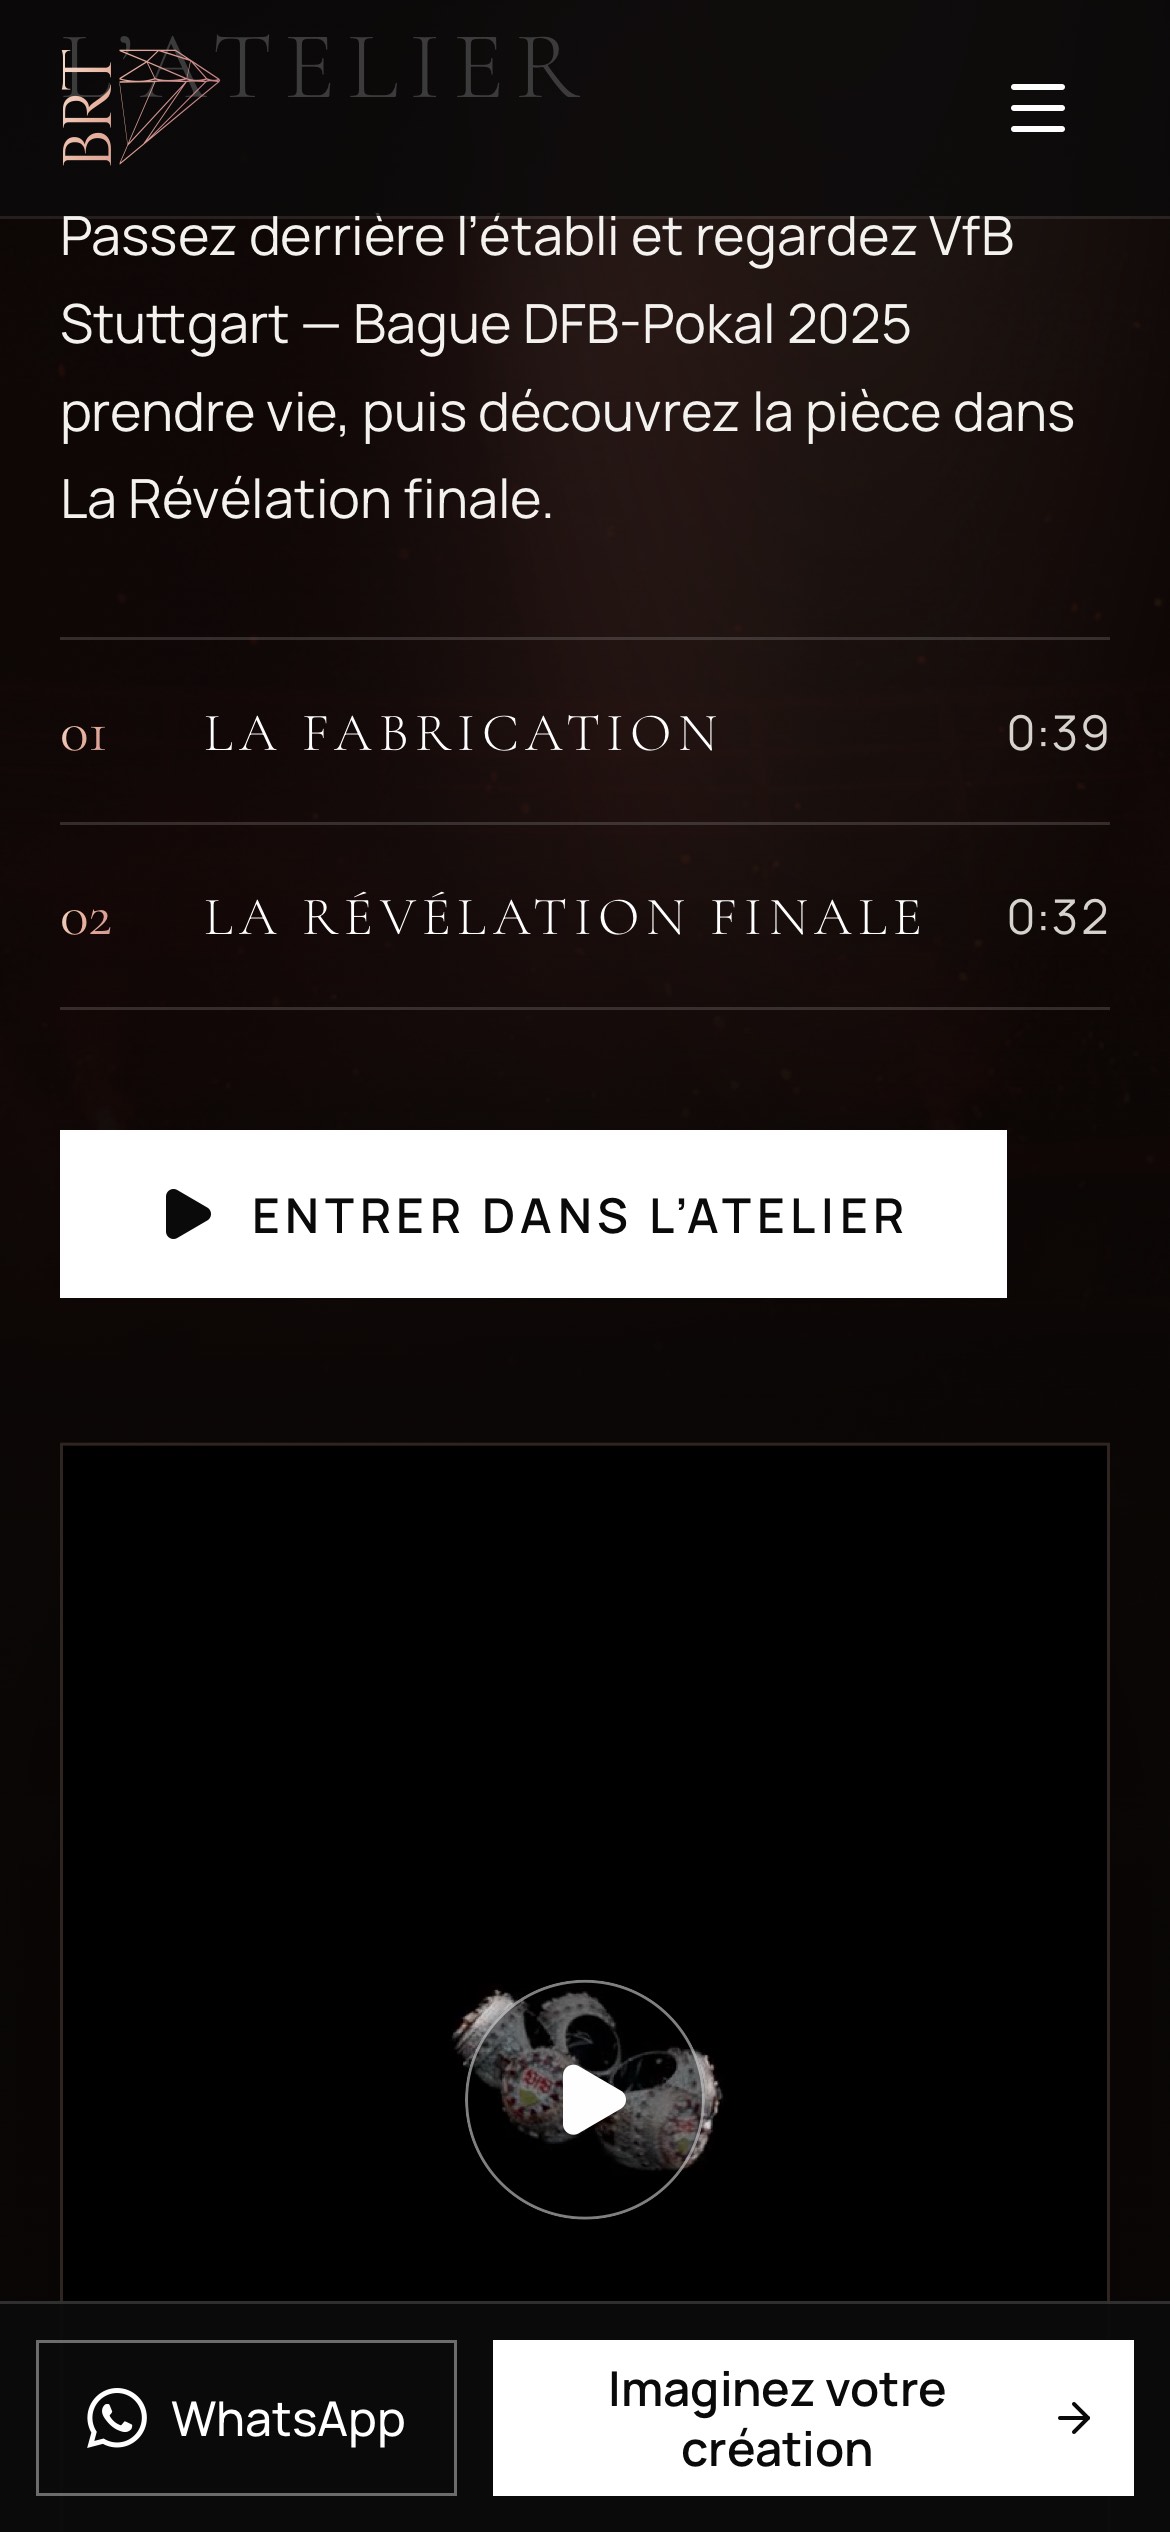 L’ATELIER
BRT
Passez derrière l’établi et regardez VfB
Stuttgart — Bague DFB-Pokal 2025
prendre vie, puis découvrez la pièce dans
La Révélation finale.
01 LA FABRICATION 0:39
02 LA RÉVÉLATION FINALE 0:32
ENTRER DANS L’ATELIER
WhatsApp
Imaginez votre
création